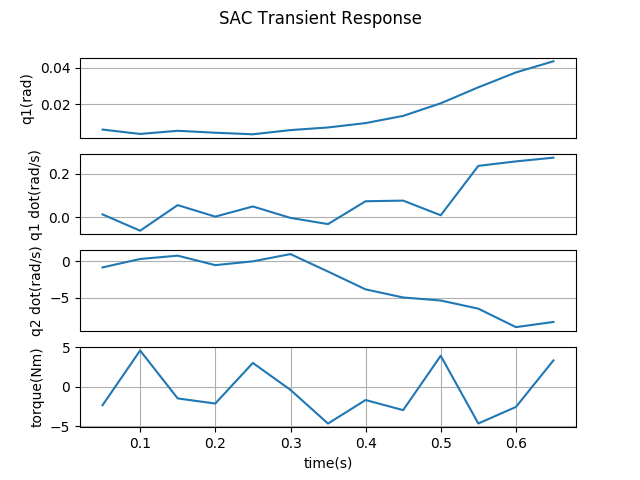 SAC Transient Response
q1(rad)
0.04
0.02
q1 dot(rad/s)
0.2
0.0
q2 dot(rad/s)
0
−5
torque(Nm)
5
0
−5
0.1 0.2 0.3 0.4 0.5 0.6
time(s)